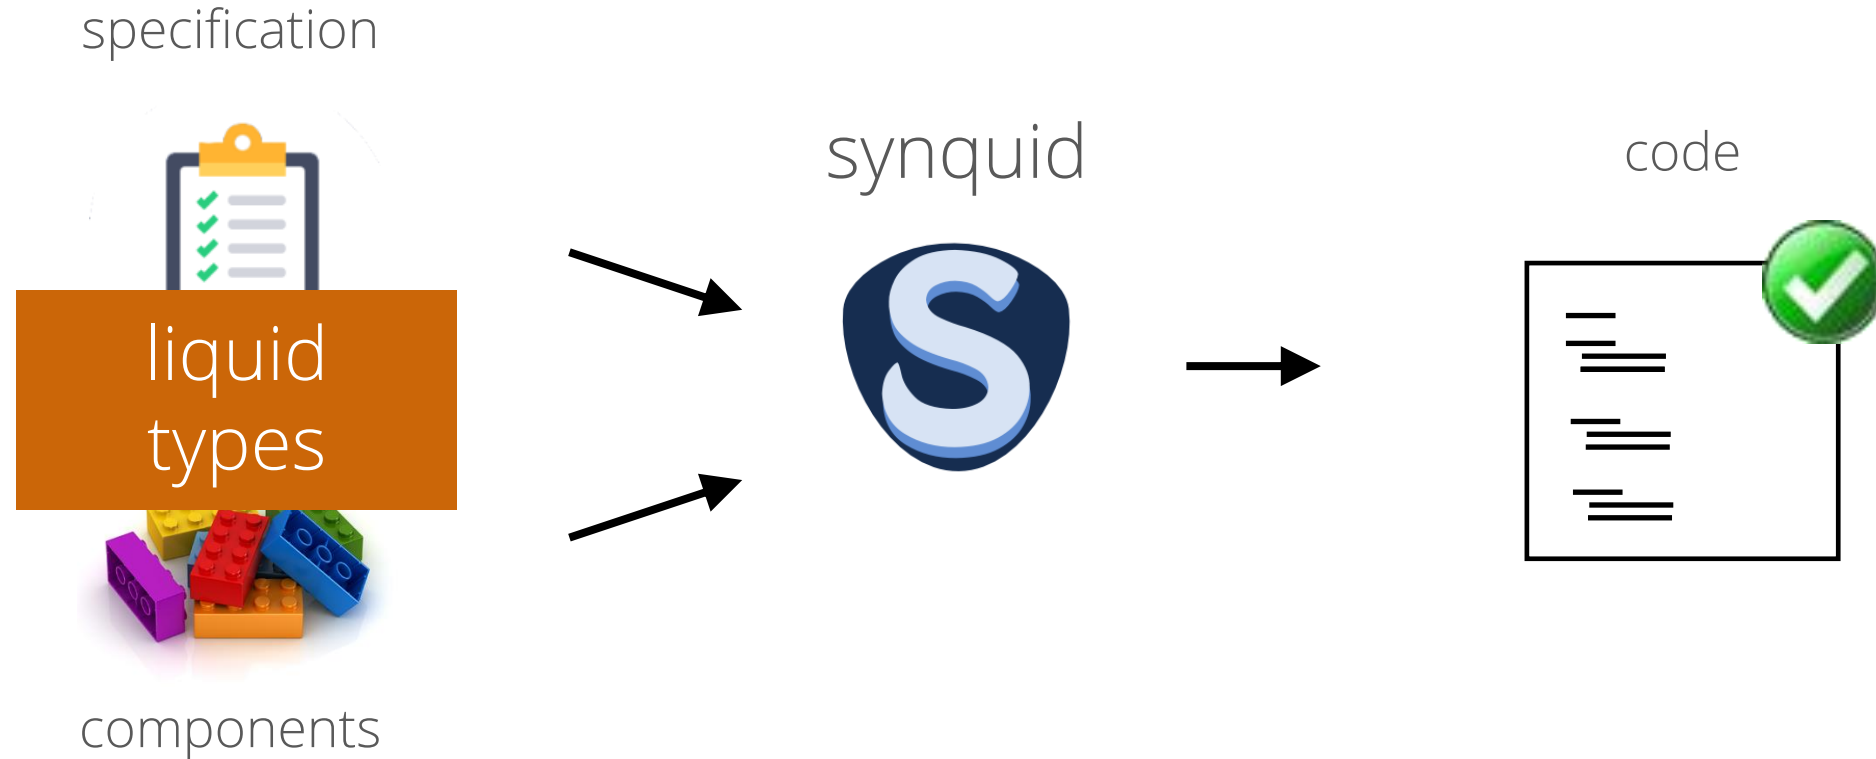 specification
liquid
types
components
synquid
S
code